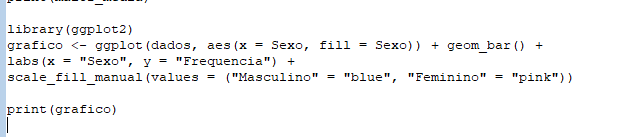 library(ggplot2)
grafico <- ggplot(dados, aes(x = Sexo, fill = Sexo)) + geom_bar() +
labs(x = "Sexo", y = "Frequencia") +
scale_fill_manual(values = ("Masculino" = "blue", "Feminino" = "pink"))
print(grafico)